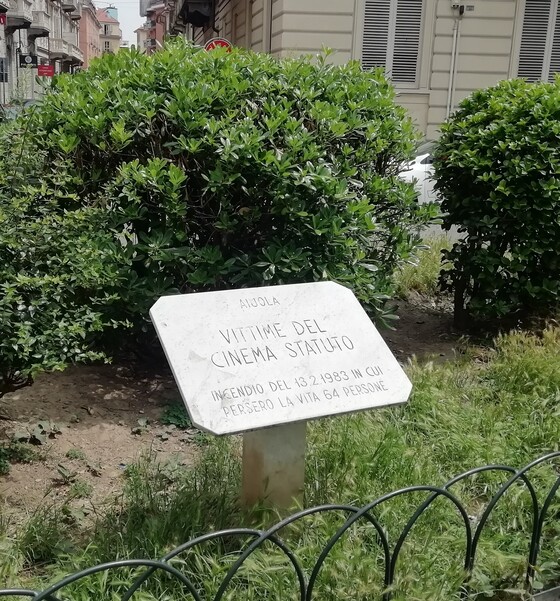 AIUOLA
VITTIME DEL
CINEMA STATUTO
INCENDIO DEL 13.2.1983 IN CUI
PERSERO LA VITA 64 PERSONE